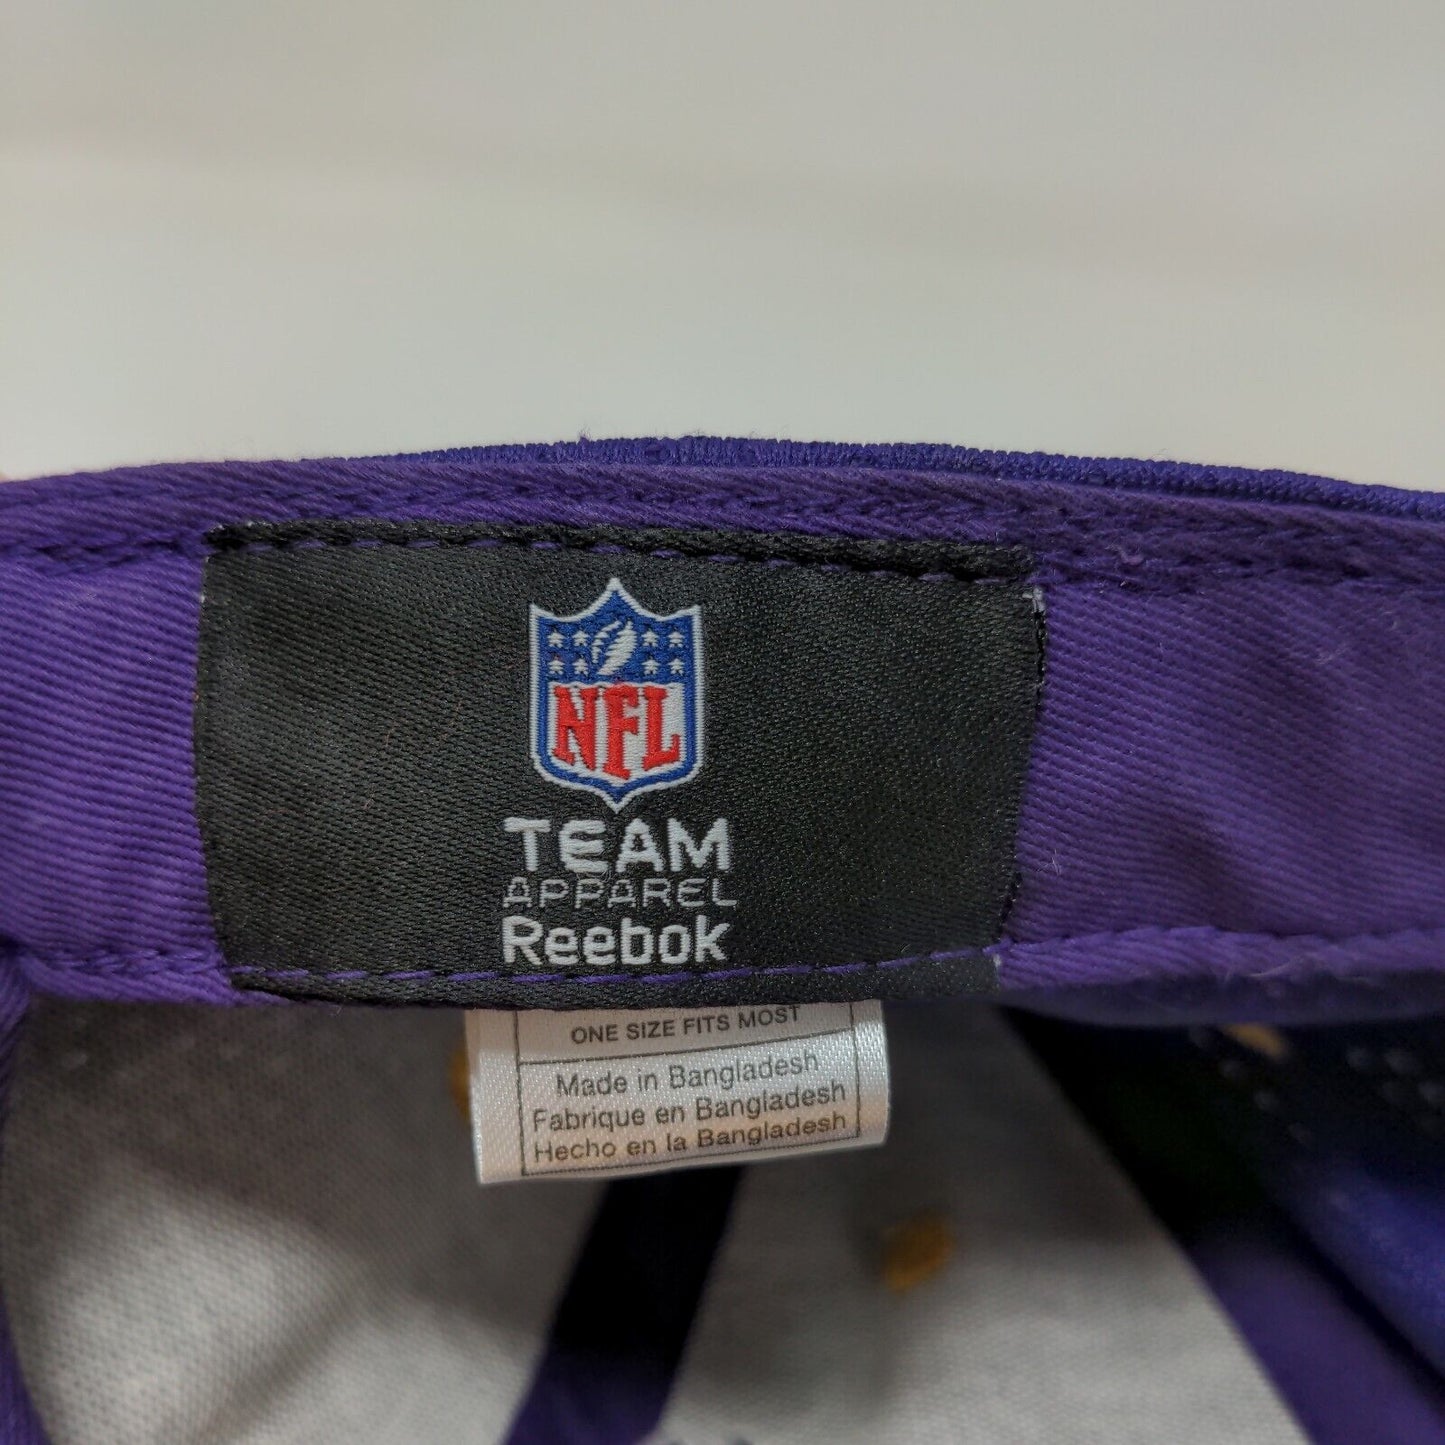 NFL
TEAM
APPAREL
Reebok
ONE SIZE FITS MOST
Made in Bangladesh
Fabrique en Bangladesh
Hecho en la Bangladesh